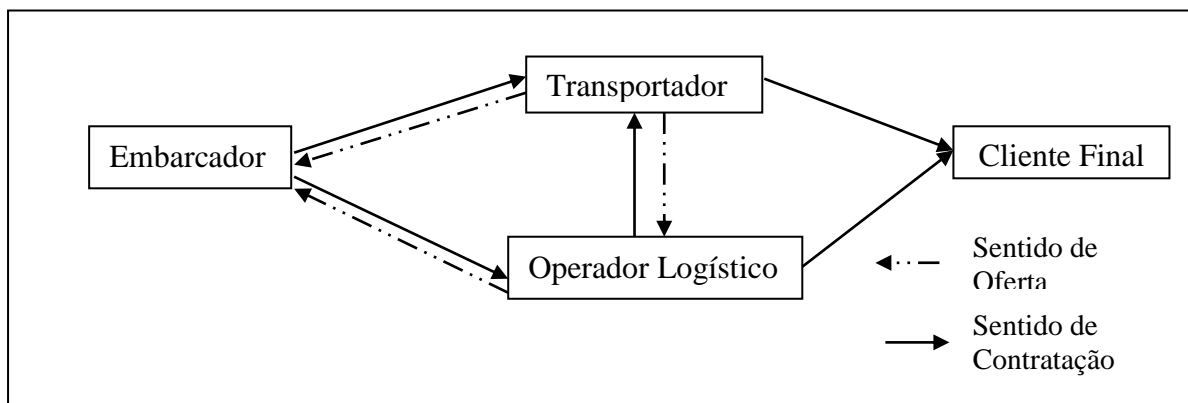 Transportador
Embarcador
Cliente Final
Operador Logístico
Sentido de
Oferta
Sentido de
Contratação